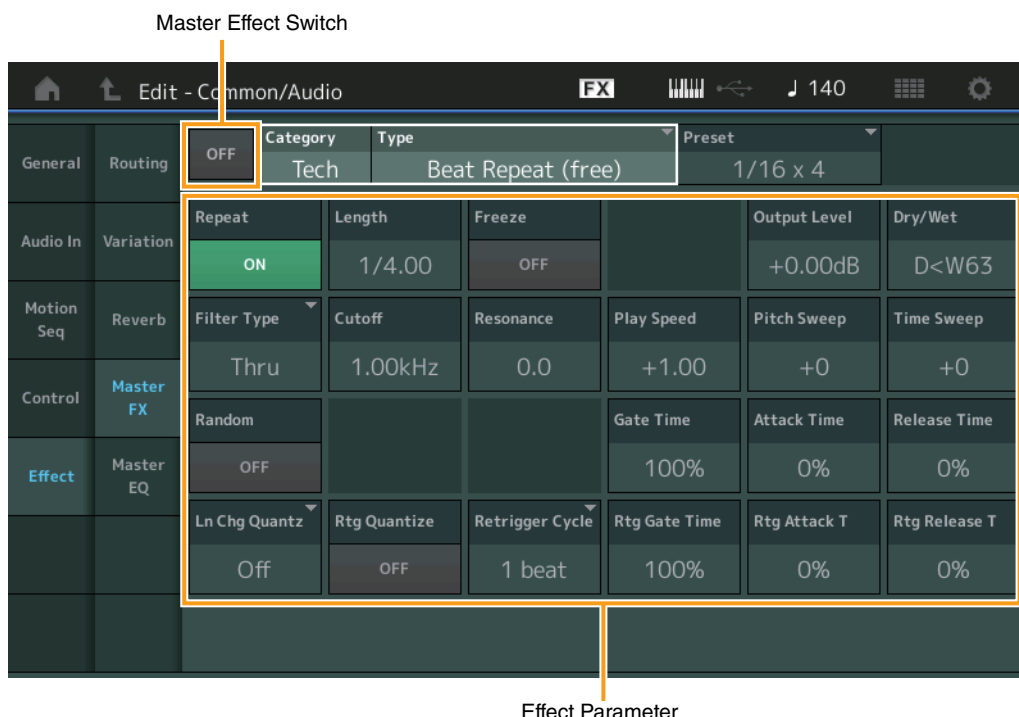 Master Effect Switch
Edit - Common/Audio
FX
♩ 140
General
Routing
OFF
Category
Tech
Type
Beat Repeat (free)
Preset
1/16 x 4
Audio In
Variation
Repeat
ON
Length
1/4.00
Freeze
OFF
Output Level
+0.00dB
Dry/Wet
D<W63
Motion
Seq
Reverb
Filter Type
Thru
Cutoff
1.00kHz
Resonance
0.0
Play Speed
+1.00
Pitch Sweep
+0
Time Sweep
+0
Control
Master
FX
Random
OFF
Gate Time
100%
Attack Time
0%
Release Time
0%
Effect
Master
EQ
Ln Chg Quantz
Off
Rtg Quantize
OFF
Retrigger Cycle
1 beat
Rtg Gate Time
100%
Rtg Attack T
0%
Rtg Release T
0%
Effect Parameter